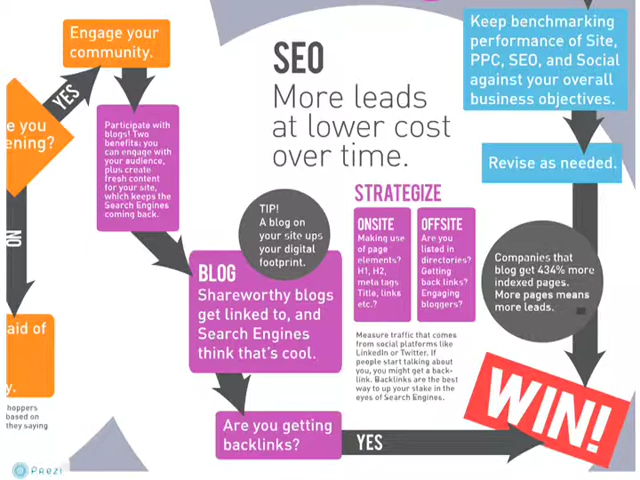 Engage your
community.
YES
e you
ening?
NO
aid of
y.
hoppers
based on
they saying
Participate with
blogs! Two
benefits: you
can engage with
your audience,
plus create
fresh content
for your site,
which keeps the
Search Engines
coming back.
SEO
More leads
at lower cost
over time.
TIP!
A blog on
your site ups
your digital
footprint.
BLOG
Shareworthy blogs
get linked to, and
Search Engines
think that's cool.
Are you getting
backlinks?
YES
STRATEGIZE
ONSITE
Making use
of page
elements?
H1, H2,
meta tags
Title, links
etc.?
OFFSITE
Are you
listed in
directories?
Getting
back links?
Engaging
bloggers?
Measure traffic that comes
from social platforms like
LinkedIn or Twitter. If
people start talking about
you, you might get a back-
link. Backlinks are the best
way to up your stake in the
eyes of Search Engines.
Keep benchmarking
performance of Site,
PPC, SEO, and Social
against your overall
business objectives.
Revise as needed.
Companies that
blog get 434% more
indexed pages.
More pages means
more leads.
WIN!
Prezi